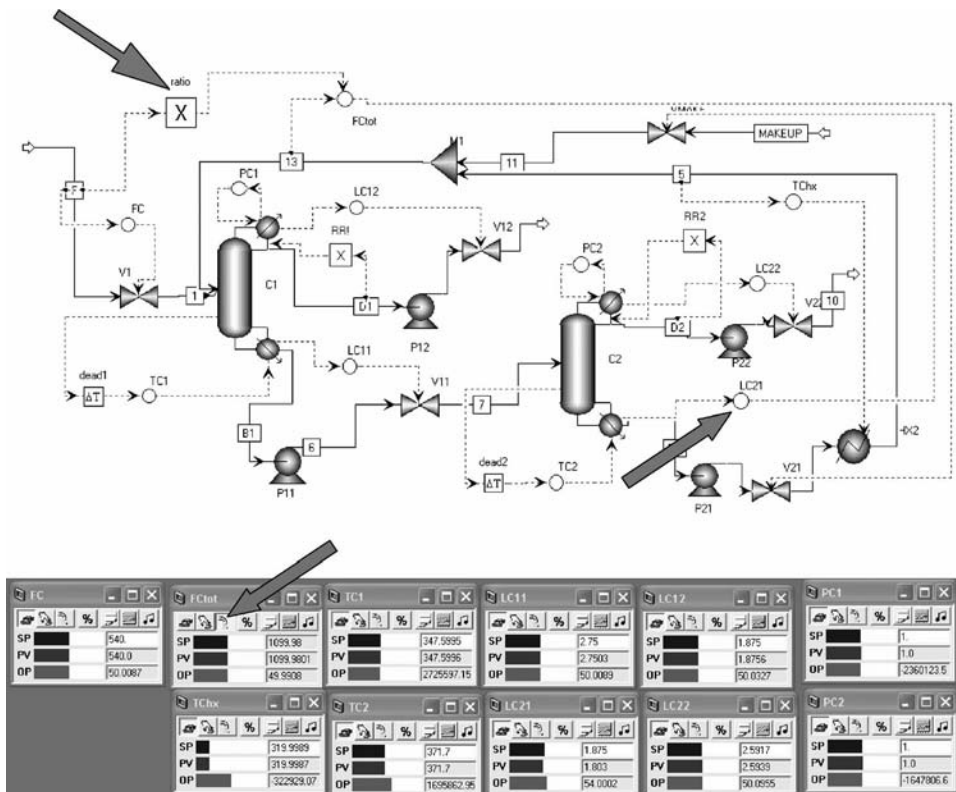 ratio
X
FCtot
MAKEUP
M1
13
11
5
TChx
F
FC
PC1
LC12
RR1
X
V12
RR2
X
PC2
LC22
V1
1
C1
D1
P12
10
D2
P22
C2
LC11
V11
dead1
ΔT
TC1
7
LC21
B1
6
P11
dead2
ΔT
TC2
P21
V21
HX2
FC
%
SP 540.
PV 540.0
OP 50.0087
FCtot
%
SP 1099.98
PV 1099.9801
OP 49.9908
TC1
%
SP 347.5995
PV 347.5996
OP 2725597.15
LC11
%
SP 2.75
PV 2.7503
OP 50.0089
LC12
%
SP 1.875
PV 1.8756
OP 50.0327
PC1
%
SP 1.
PV 1.0
OP -2360123.5
TChx
%
SP 319.9989
PV 319.9987
OP -322929.07
TC2
%
SP 371.7
PV 371.7
OP 1695862.95
LC21
%
SP 1.875
PV 1.803
OP 54.0002
LC22
%
SP 2.5917
PV 2.5939
OP 50.0955
PC2
%
SP 1.
PV 1.0
OP -1647806.6